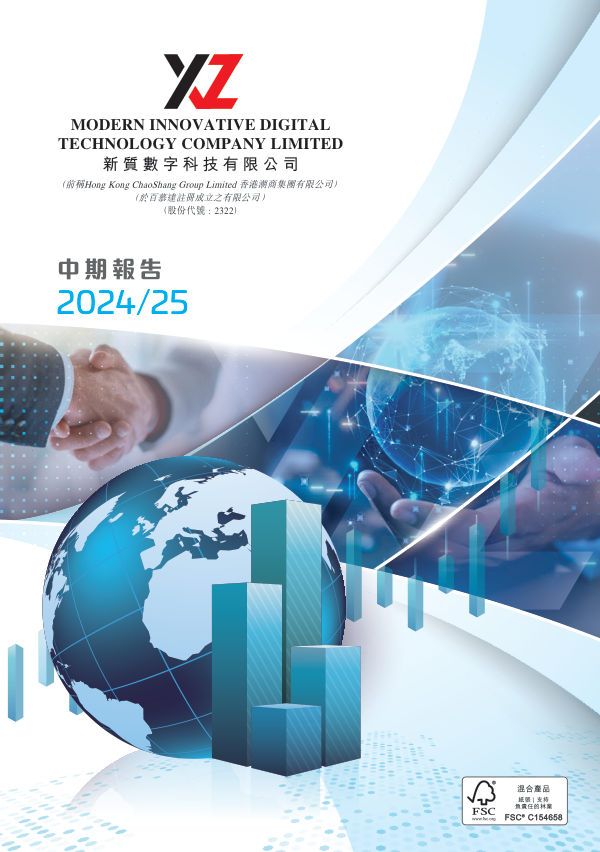 XZ
MODERN INNOVATIVE DIGITAL
TECHNOLOGY COMPANY LIMITED
新質數字科技有限公司
(前稱Hong Kong ChaoShang Group Limited 香港潮商集團有限公司)
(於百慕達註冊成立之有限公司)
(股份代號：2322)
中期報告
2024/25
FSC
www.fsc.org
混合產品
紙張 | 支持
負責任的林業
FSC® C154658